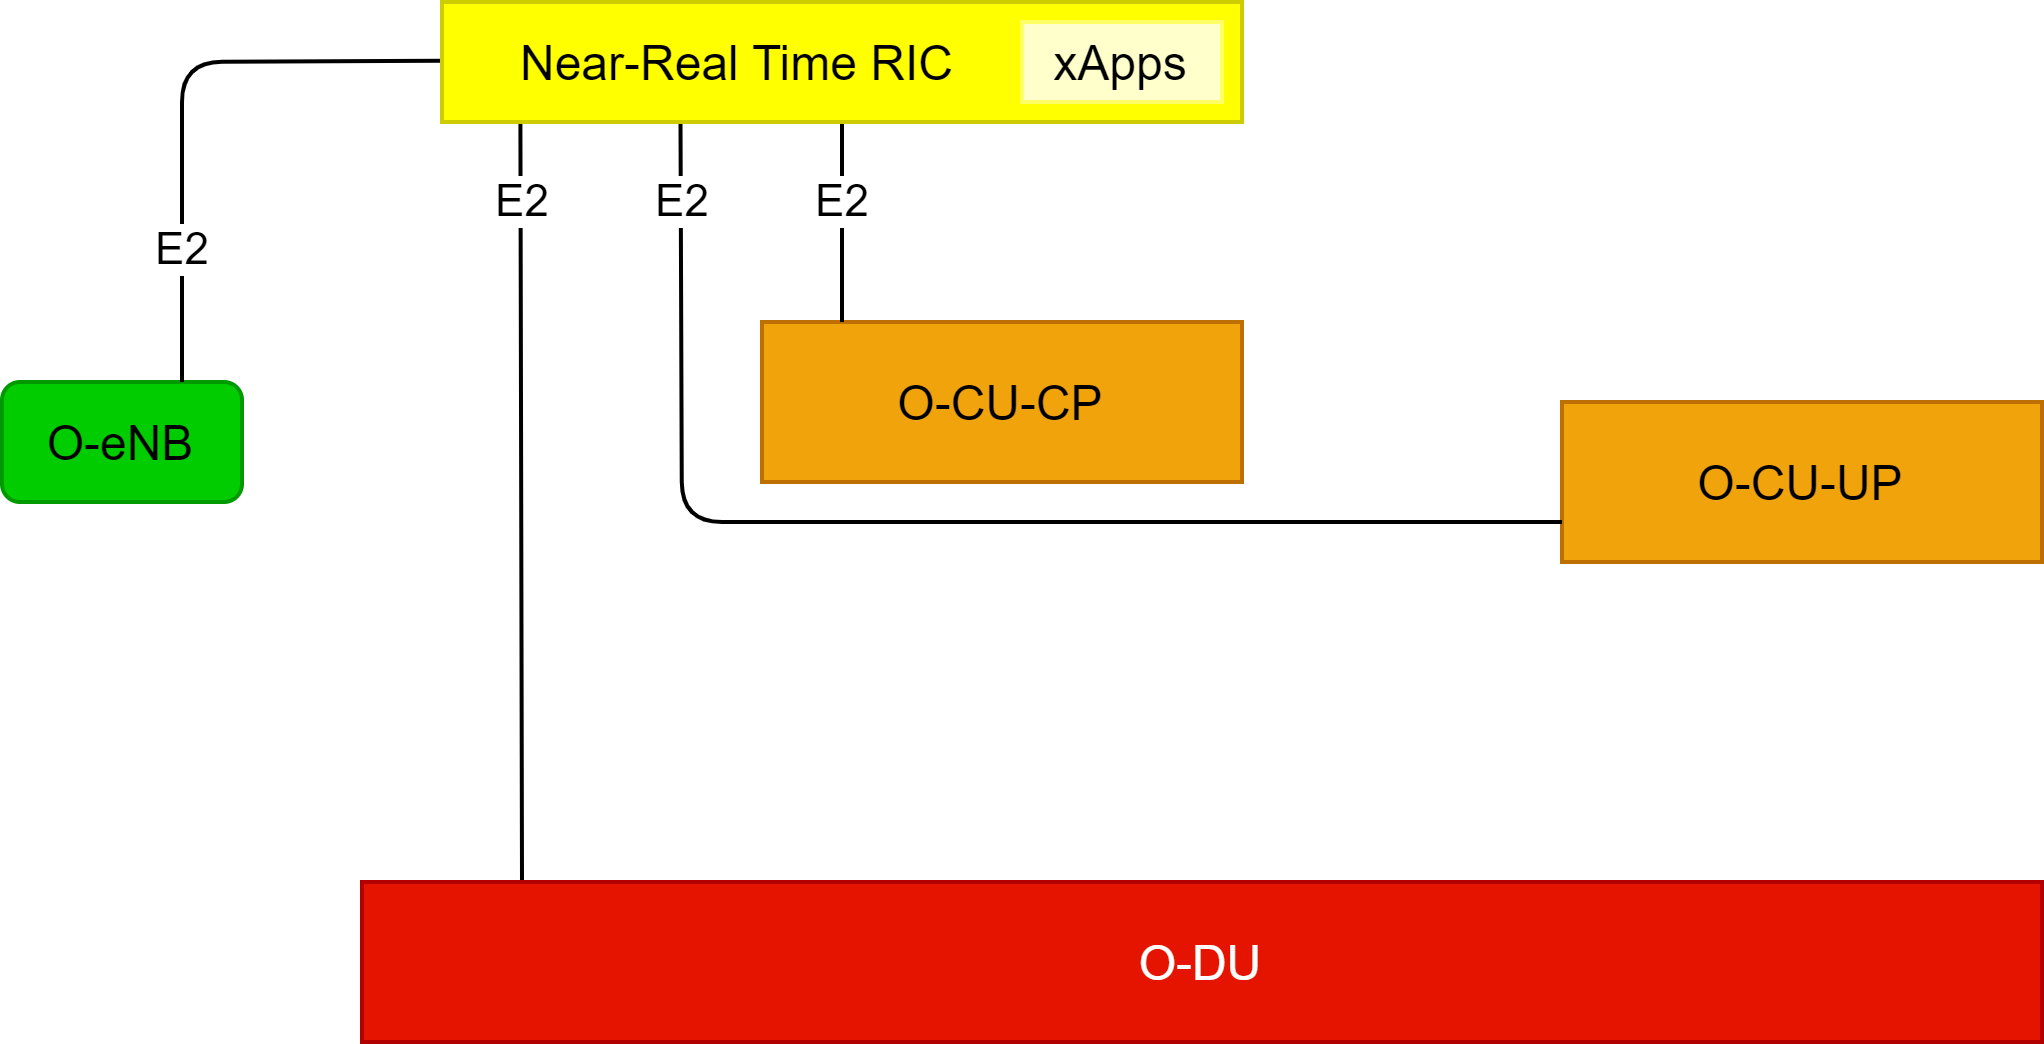 Near-Real Time RIC
xApps
E2
E2
E2
E2
O-CU-CP
O-eNB
O-CU-UP
O-DU